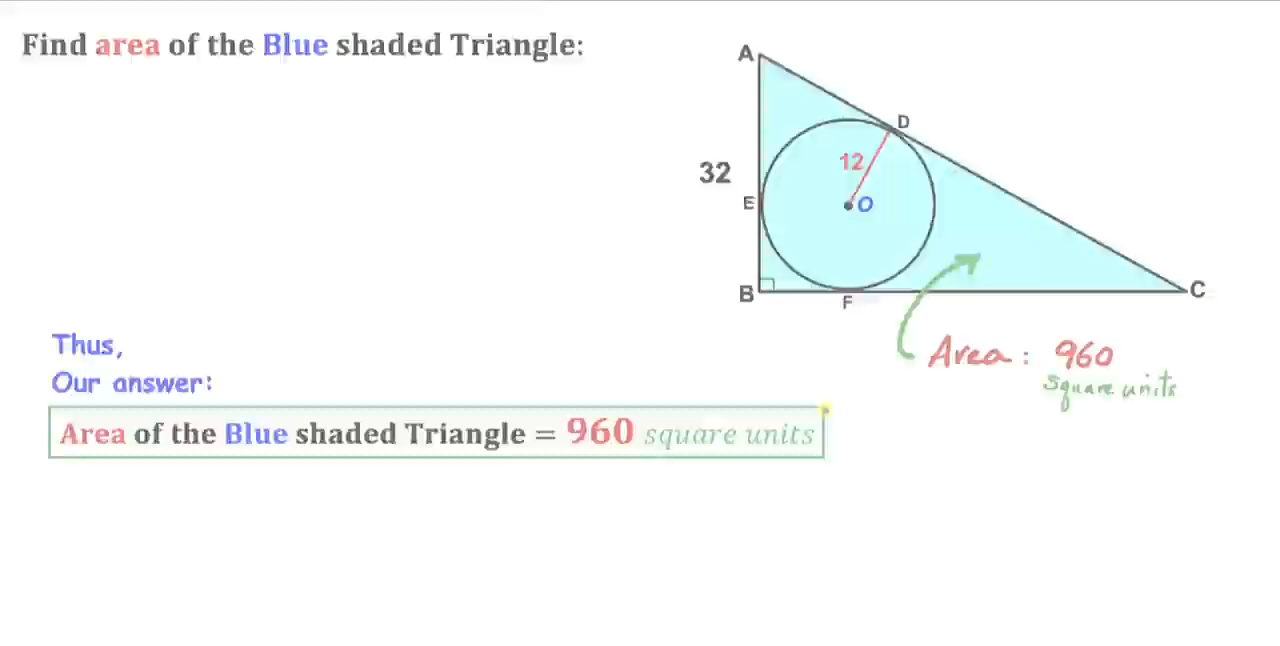 Find area of the Blue shaded Triangle:
A
D
12
32
E
O
B
C
F
Thus,
Area : 960
square units
Our answer:
Area of the Blue shaded Triangle = 960 square units